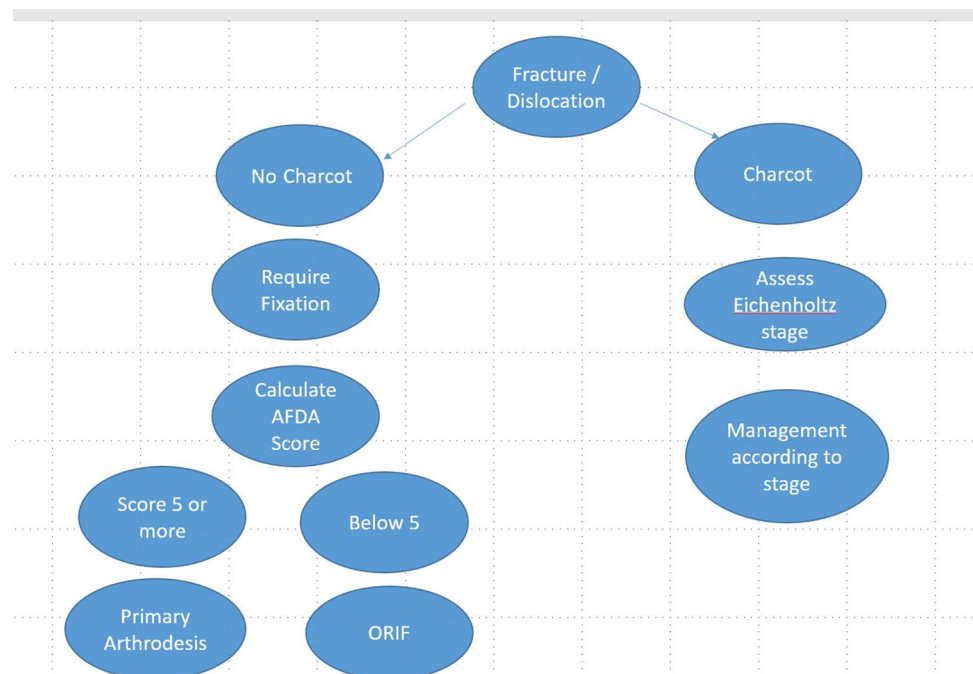 Fracture /
Dislocation
No Charcot
Charcot
Require
Fixation
Assess
Eichenholtz
stage
Calculate
AFDA
Score
Management
according to
stage
Score 5 or
more
Below 5
Primary
Arthrodesis
ORIF